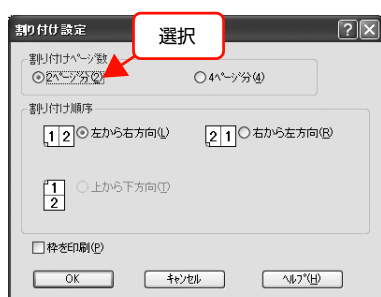 割り付け設定
選択
割り付けページ数
2ページ分(2)
4ページ分(4)
割り付け順序
1 2 左から右方向(L)
2 1 右から左方向(R)
1
2
上から下方向(T)
枠を印刷(P)
OK キャンセル ヘルプ(H)